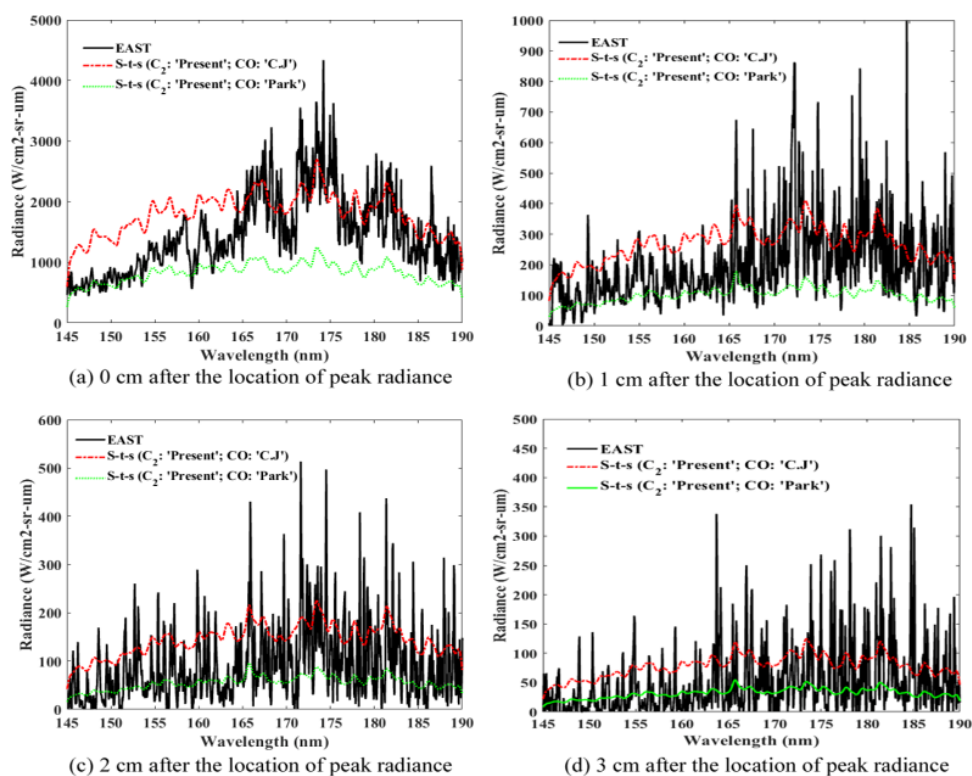 5000
4000
3000
2000
1000
0
Radiance (W/cm2-sr-um)
EAST
S-t-s (C2: 'Present'; CO: 'C.J')
S-t-s (C2: 'Present'; CO: 'Park')
145 150 155 160 165 170 175 180 185 190
Wavelength (nm)
(a) 0 cm after the location of peak radiance
1000
900
800
700
600
500
400
300
200
100
0
Radiance (W/cm2-sr-um)
EAST
S-t-s (C2: 'Present'; CO: 'C.J')
S-t-s (C2: 'Present'; CO: 'Park')
145 150 155 160 165 170 175 180 185 190
Wavelength (nm)
(b) 1 cm after the location of peak radiance
600
500
400
300
200
100
0
Radiance (W/cm2-sr-um)
EAST
S-t-s (C2: 'Present'; CO: 'C.J')
S-t-s (C2: 'Present'; CO: 'Park')
145 150 155 160 165 170 175 180 185 190
Wavelength (nm)
(c) 2 cm after the location of peak radiance
500
450
400
350
300
250
200
150
100
50
0
Radiance (W/cm2-sr-um)
EAST
S-t-s (C2: 'Present'; CO: 'C.J')
S-t-s (C2: 'Present'; CO: 'Park')
145 150 155 160 165 170 175 180 185 190
Wavelength (nm)
(d) 3 cm after the location of peak radiance